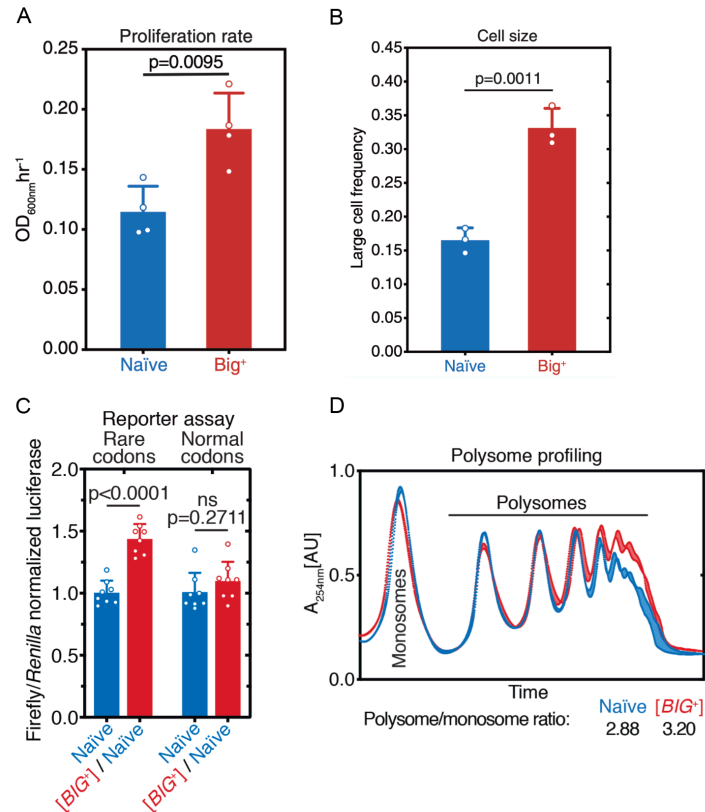 A
Proliferation rate
p=0.0095
0.25
0.20
0.15
0.10
0.05
0.00
OD600nmhr-1
Naïve
Big+
B
Cell size
p=0.0011
0.45
0.40
0.35
0.30
0.25
0.20
0.15
0.10
0.05
0.00
Large cell frequency
Naïve
Big+
C
Reporter assay
Rare codons
Normal codons
p<0.0001
ns
p=0.2711
2.0
1.5
1.0
0.5
0.0
Firefly/Renilla normalized luciferase
Naïve
[BIG+] / Naïve
Naïve
[BIG+] / Naïve
D
Polysome profiling
Polysomes
Monosomes
1.0
0.5
0.0
A254nm[AU]
Time
Naïve [BIG+]
Polysome/monosome ratio: 2.88 3.20